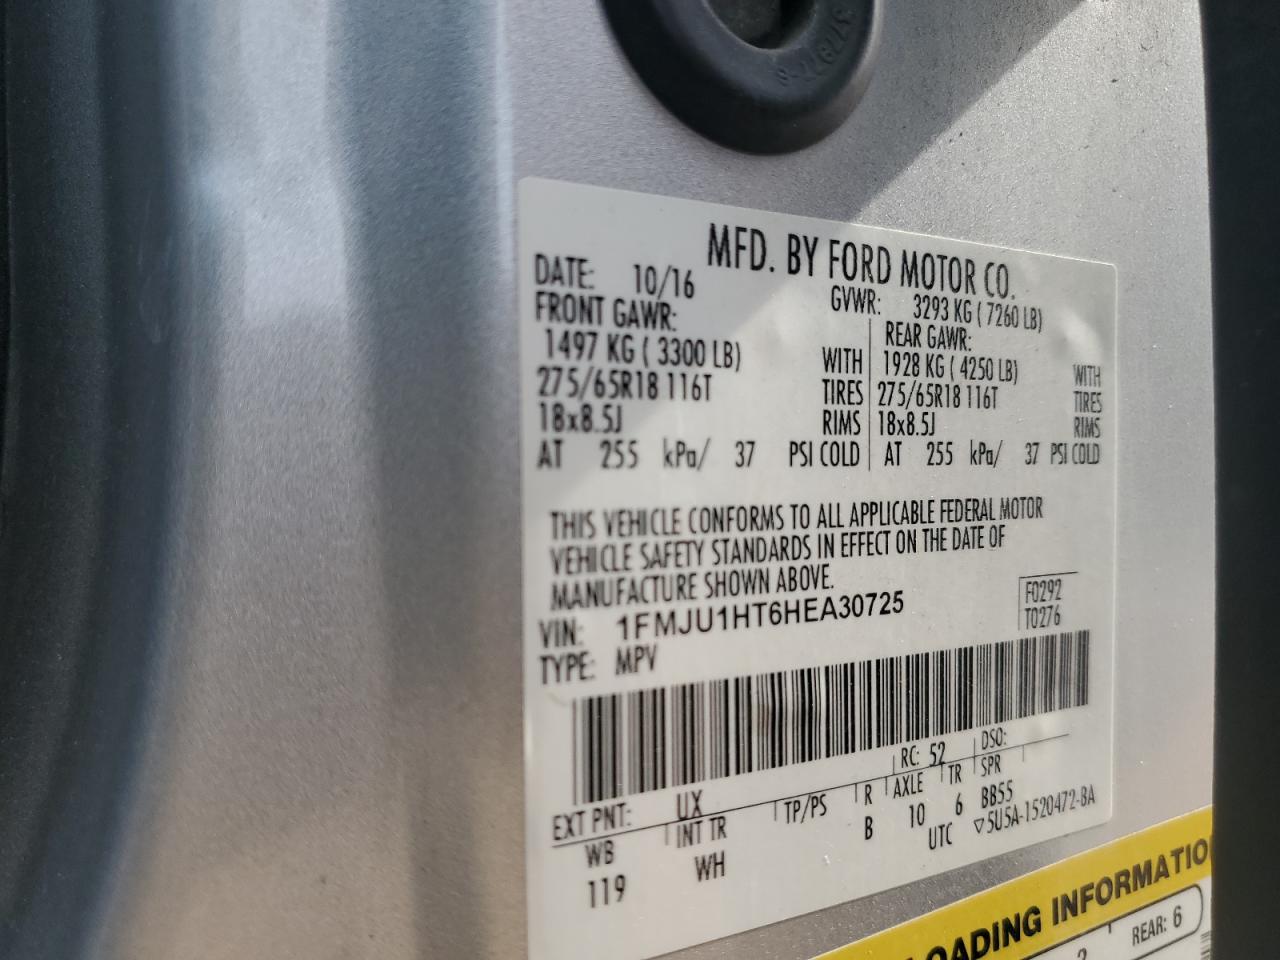 37797-8
MFD. BY FORD MOTOR CO.
DATE: 10/16 GVWR: 3293 KG ( 7260 LB)
FRONT GAWR: REAR GAWR:
1497 KG ( 3300 LB) WITH 1928 KG ( 4250 LB) WITH
275/65R18 116T TIRES 275/65R18 116T TIRES
18x8.5J RIMS 18x8.5J RIMS
AT 255 kPa/ 37 PSI COLD AT 255 kPa/ 37 PSI COLD
THIS VEHICLE CONFORMS TO ALL APPLICABLE FEDERAL MOTOR
VEHICLE SAFETY STANDARDS IN EFFECT ON THE DATE OF
MANUFACTURE SHOWN ABOVE.
VIN: 1FMJU1HT6HEA30725 F0292
TYPE: MPV T0276
EXT PNT: UX RC: 52 DSO:
WB INT TR TP/PS R AXLE TR SPR
119 WH B 10 6 BB55
UTC ▽5U5A-1520472-BA
LOADING INFORMATIO
2 REAR: 6